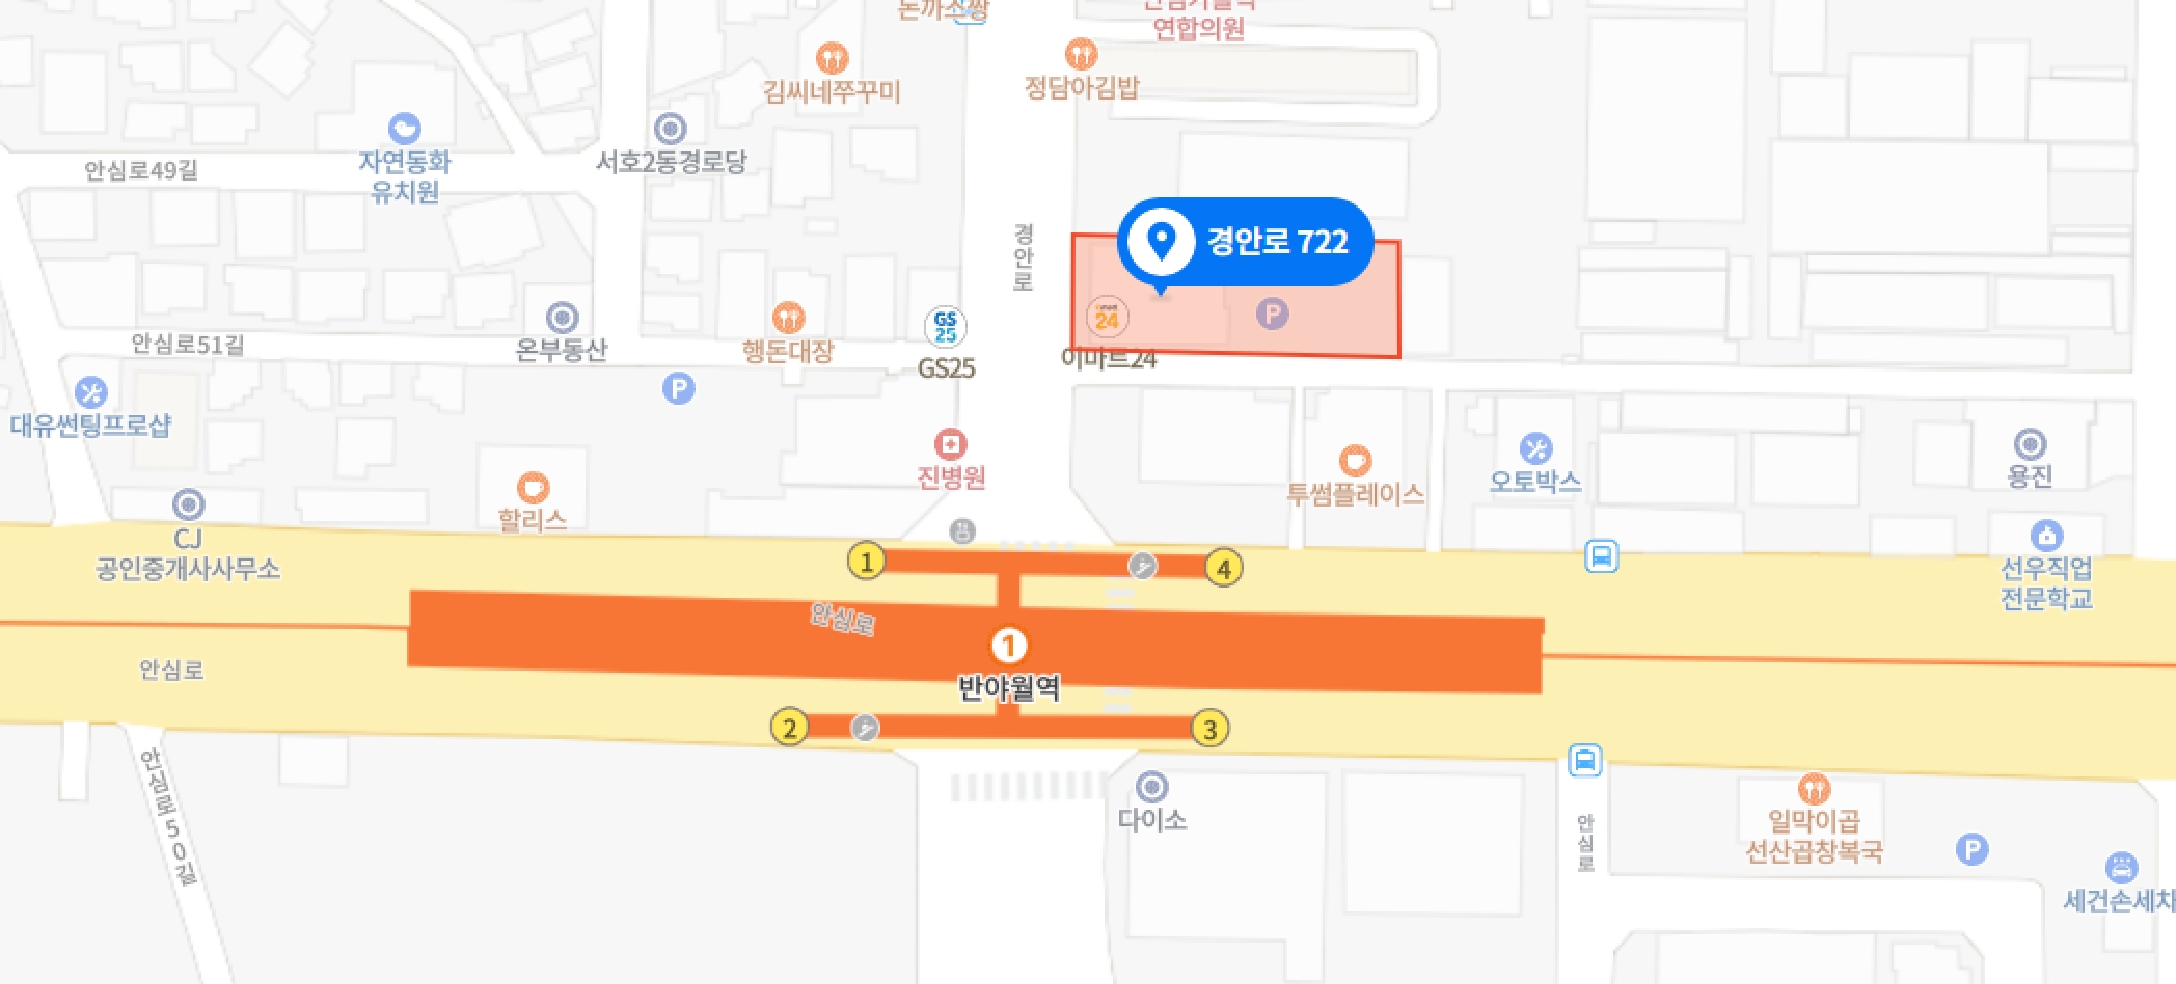 돈까스쌍
연합의원
김씨네쭈꾸미
정담아김밥
자연동화
유치원
서호2동경로당
안심로49길
경안로
경안로 722
24
이마트24
P
GS
25
GS25
안심로51길
온부동산
행돈대장
P
대유썬팅프로샵
진병원
할리스
투썸플레이스
오토박스
용진
CJ
공인중개사사무소
선우직업
전문학교
1
4
안심로
1
반야월역
안심로
2
3
안심로50길
다이소
안심로
일막이곱
선산곱창복국
P
세건손세차